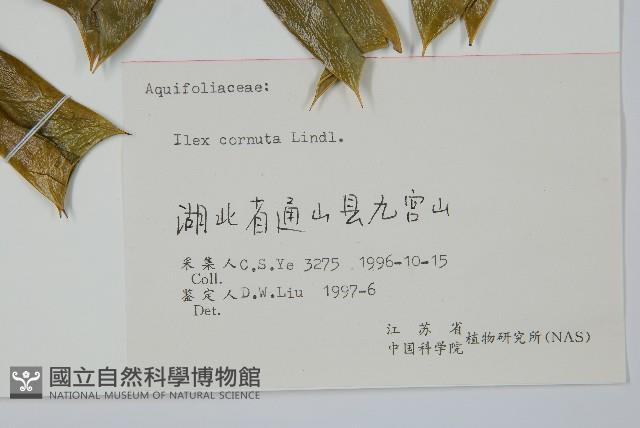 Aquifoliaceae:
Ilex cornuta Lindl.
湖北省通山县九宫山
采集人 C.S.Ye 3275 1996-10-15
Coll.
鉴定人 D.W.Liu 1997-6
Det.
江苏省
中国科学院 植物研究所(NAS)
國立自然科學博物館
NATIONAL MUSEUM OF NATURAL SCIENCE